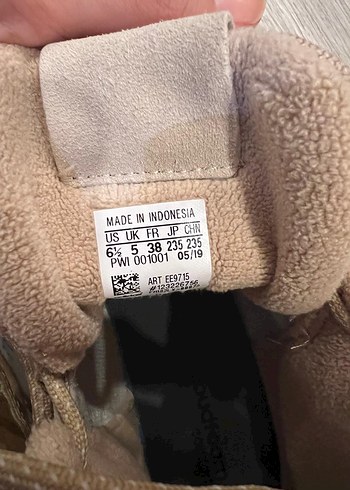 MADE IN INDONESIA
US UK FR JP CHN
6½ 5 38 235 235
PWI 001001 05/19
ART EE9715
#123226756